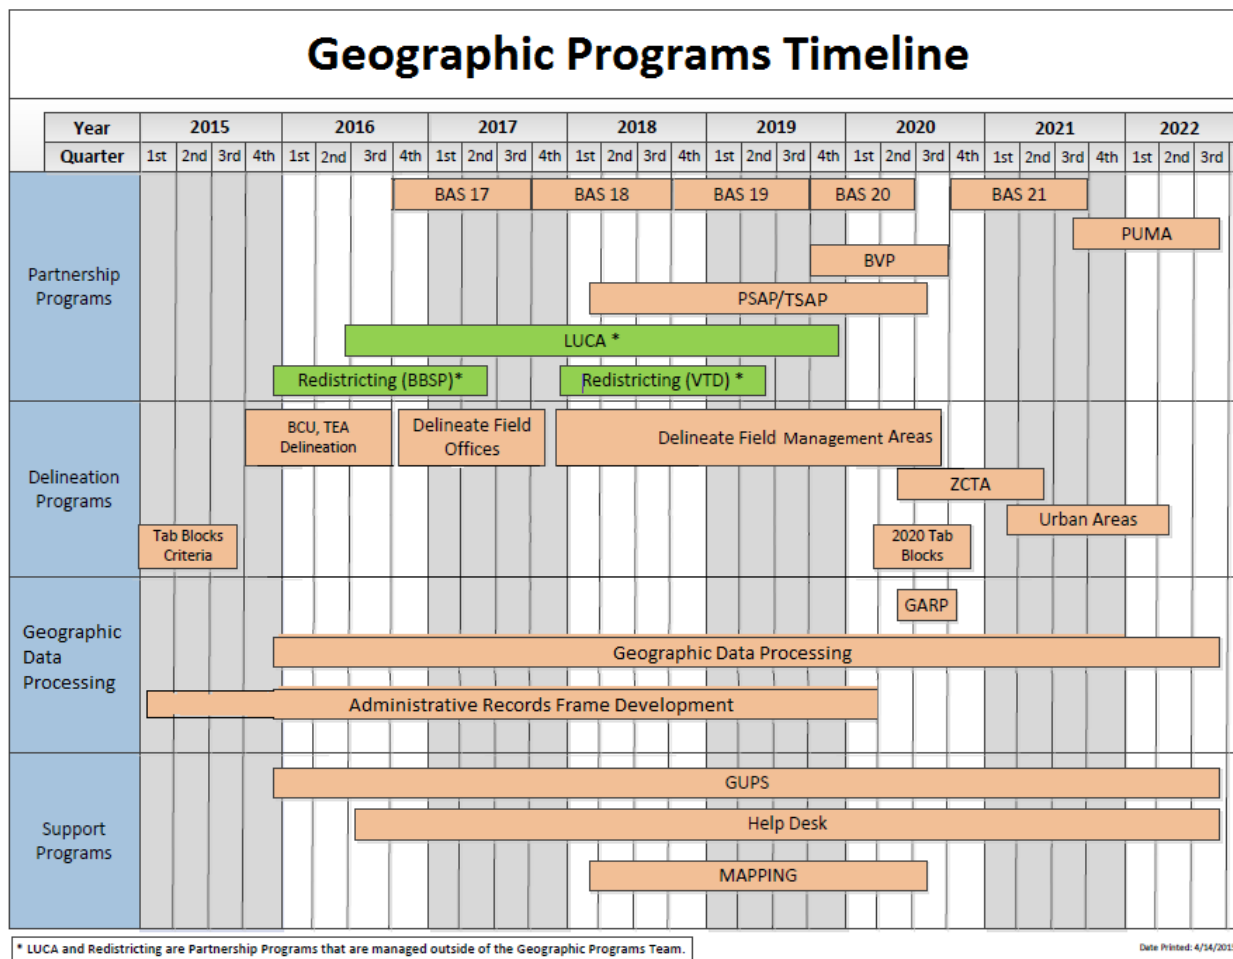 Geographic Programs Timeline
Year 2015 2016 2017 2018 2019 2020 2021 2022
Quarter 1st 2nd 3rd 4th 1st 2nd 3rd 4th 1st 2nd 3rd 4th 1st 2nd 3rd 4th 1st 2nd 3rd 4th 1st 2nd 3rd 4th 1st 2nd 3rd 4th 1st 2nd 3rd
Partnership
Programs
BAS 17 BAS 18 BAS 19 BAS 20 BAS 21
PUMA
BVP
PSAP/TSAP
LUCA *
Redistricting (BBSP)* Redistricting (VTD) *
Delineation
Programs
BCU, TEA
Delineation
Delineate Field
Offices
Delineate Field Management Areas
ZCTA
Urban Areas
Tab Blocks
Criteria
2020 Tab
Blocks
Geographic
Data
Processing
GARP
Geographic Data Processing
Administrative Records Frame Development
Support
Programs
GUPS
Help Desk
MAPPING
* LUCA and Redistricting are Partnership Programs that are managed outside of the Geographic Programs Team.
Date Printed: 4/14/2015